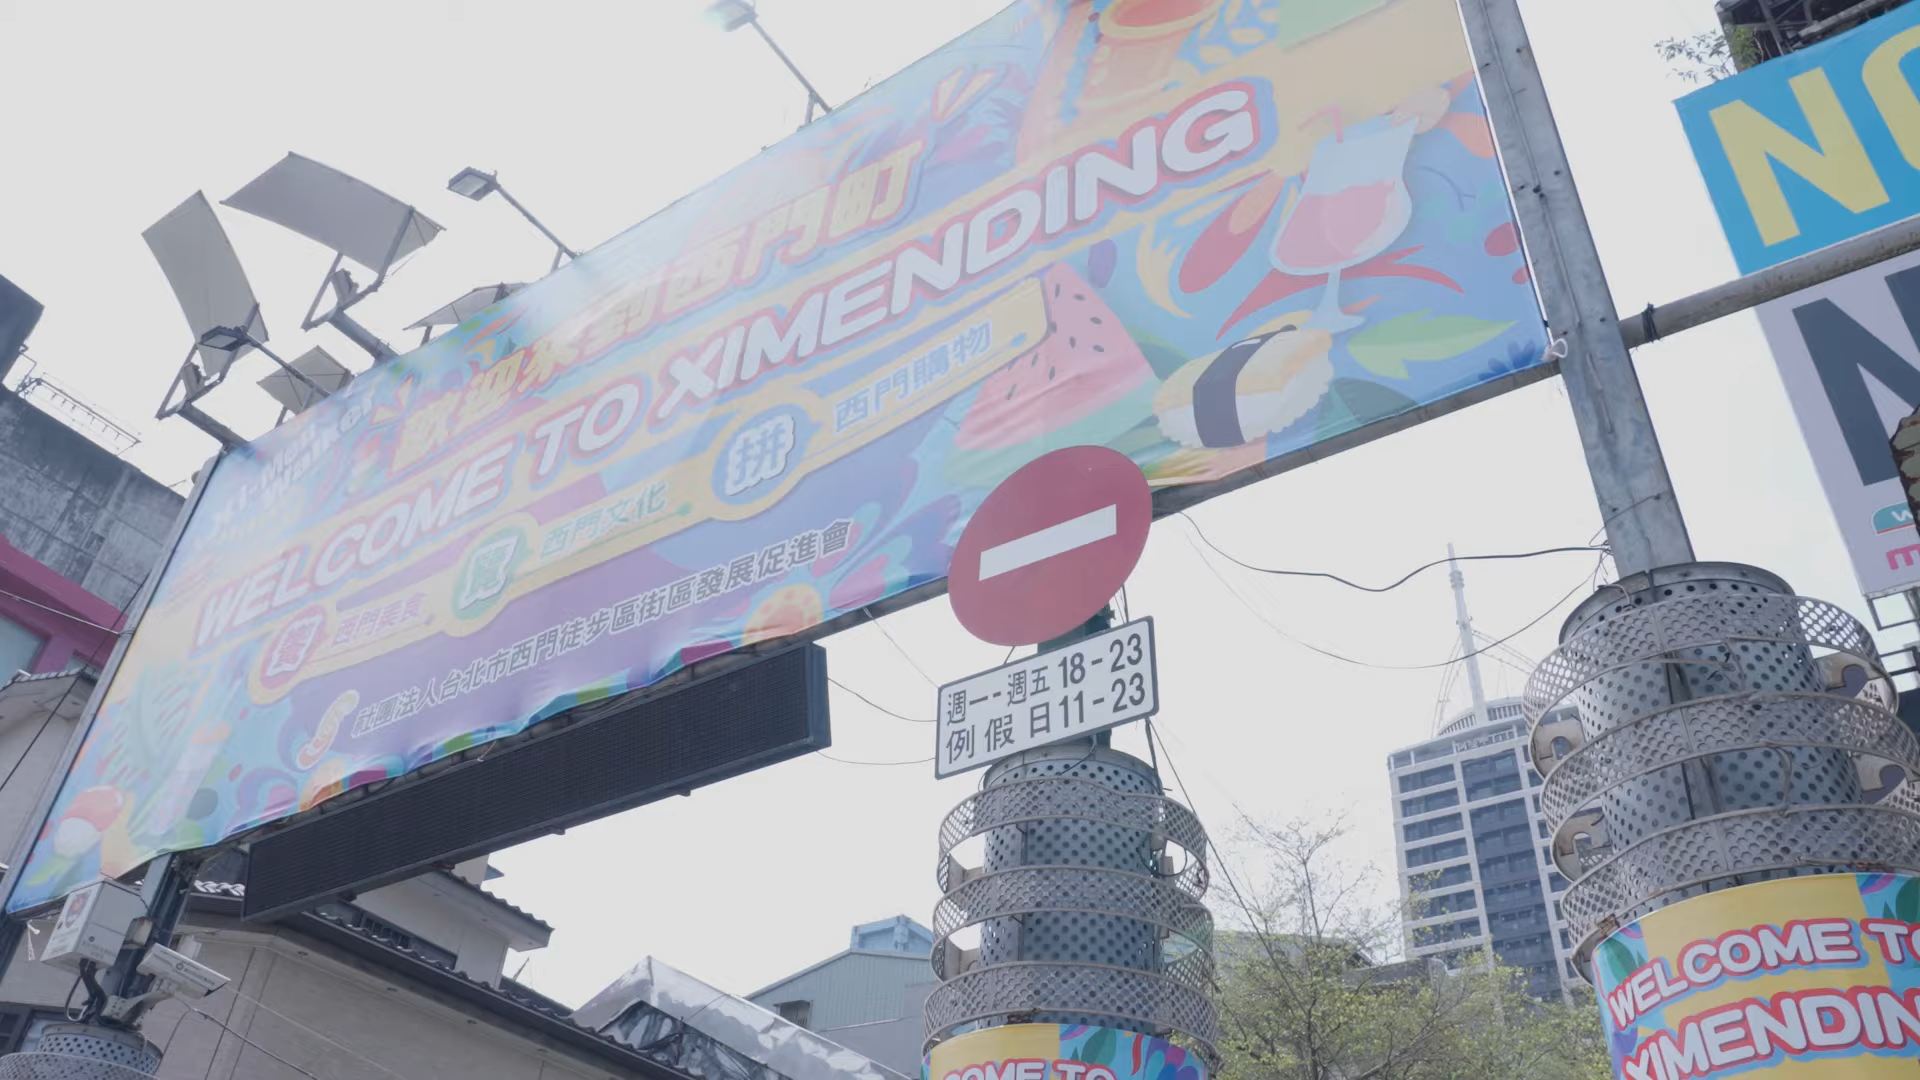 歡迎來到西門町
WELCOME TO XIMENDING
饗 西門美食
覽 西門文化
拼 西門購物
社團法人台北市西門徒步區街區發展促進會
週一-週五 18-23
例假日 11-23
WELCOME TO
XIMENDIN
COME TO